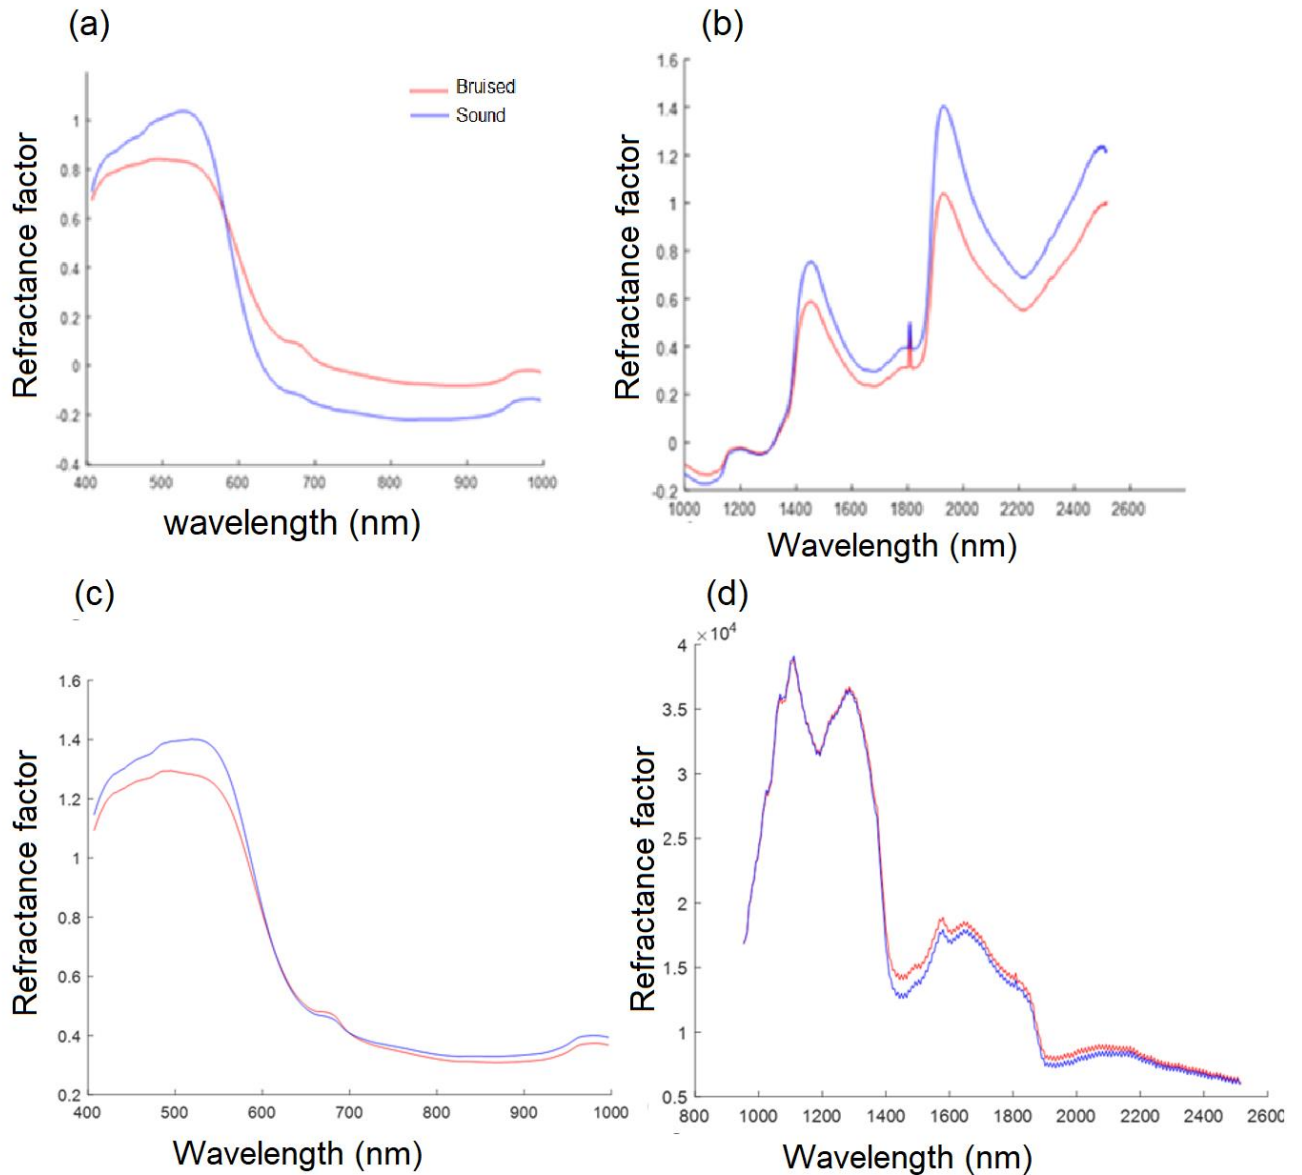 (a)
Bruised
Sound
Refractance factor
1
0.8
0.6
0.4
0.2
0
-0.2
-0.4
400 500 600 700 800 900 1000
wavelength (nm)
(b)
Refractance factor
1.6
1.4
1.2
1
0.8
0.6
0.4
0.2
0
-0.2
1000 1200 1400 1600 1800 2000 2200 2400 2600
Wavelength (nm)
(c)
Refractance factor
1.6
1.4
1.2
1
0.8
0.6
0.4
0.2
400 500 600 700 800 900 1000
Wavelength (nm)
(d)
×10⁴
Refractance factor
4
3.5
3
2.5
2
1.5
1
0.5
800 1000 1200 1400 1600 1800 2000 2200 2400 2600
Wavelength (nm)